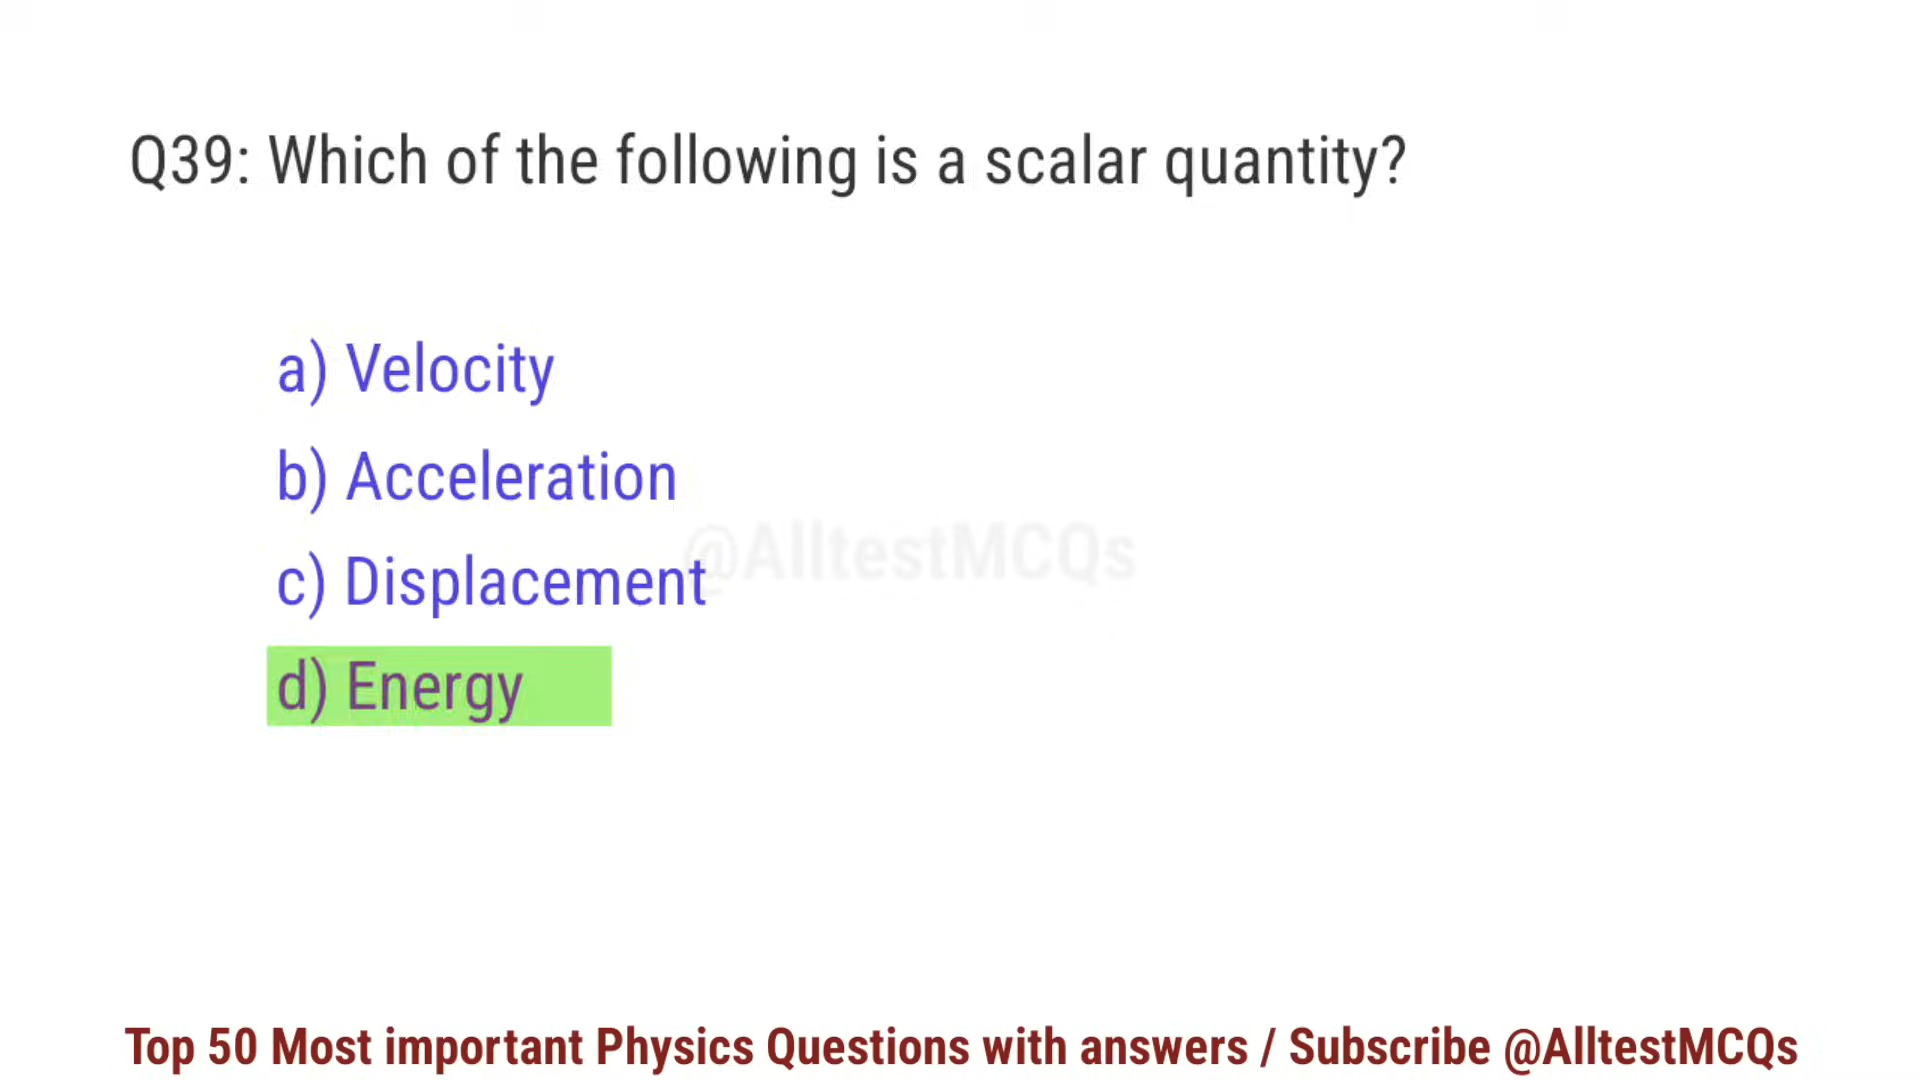 Q39: Which of the following is a scalar quantity?
a) Velocity
b) Acceleration
@AlltestMCQs
c) Displacement
d) Energy
Top 50 Most important Physics Questions with answers / Subscribe @AlltestMCQs